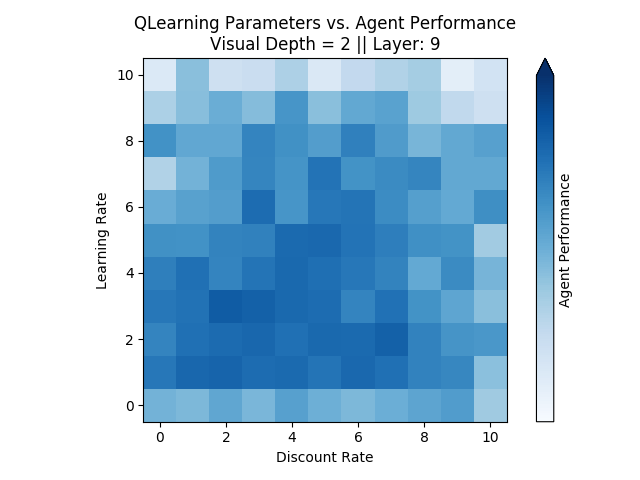 QLearning Parameters vs. Agent Performance
Visual Depth = 2 || Layer: 9
10
8
6
4
2
0
Learning Rate
0 2 4 6 8 10
Discount Rate
Agent Performance